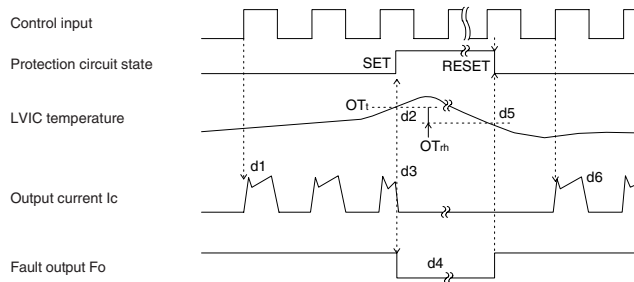 Control input
Protection circuit state
SET
RESET
LVIC temperature
OTt
d2
d5
OTrh
Output current Ic
d1
d3
d6
Fault output Fo
d4